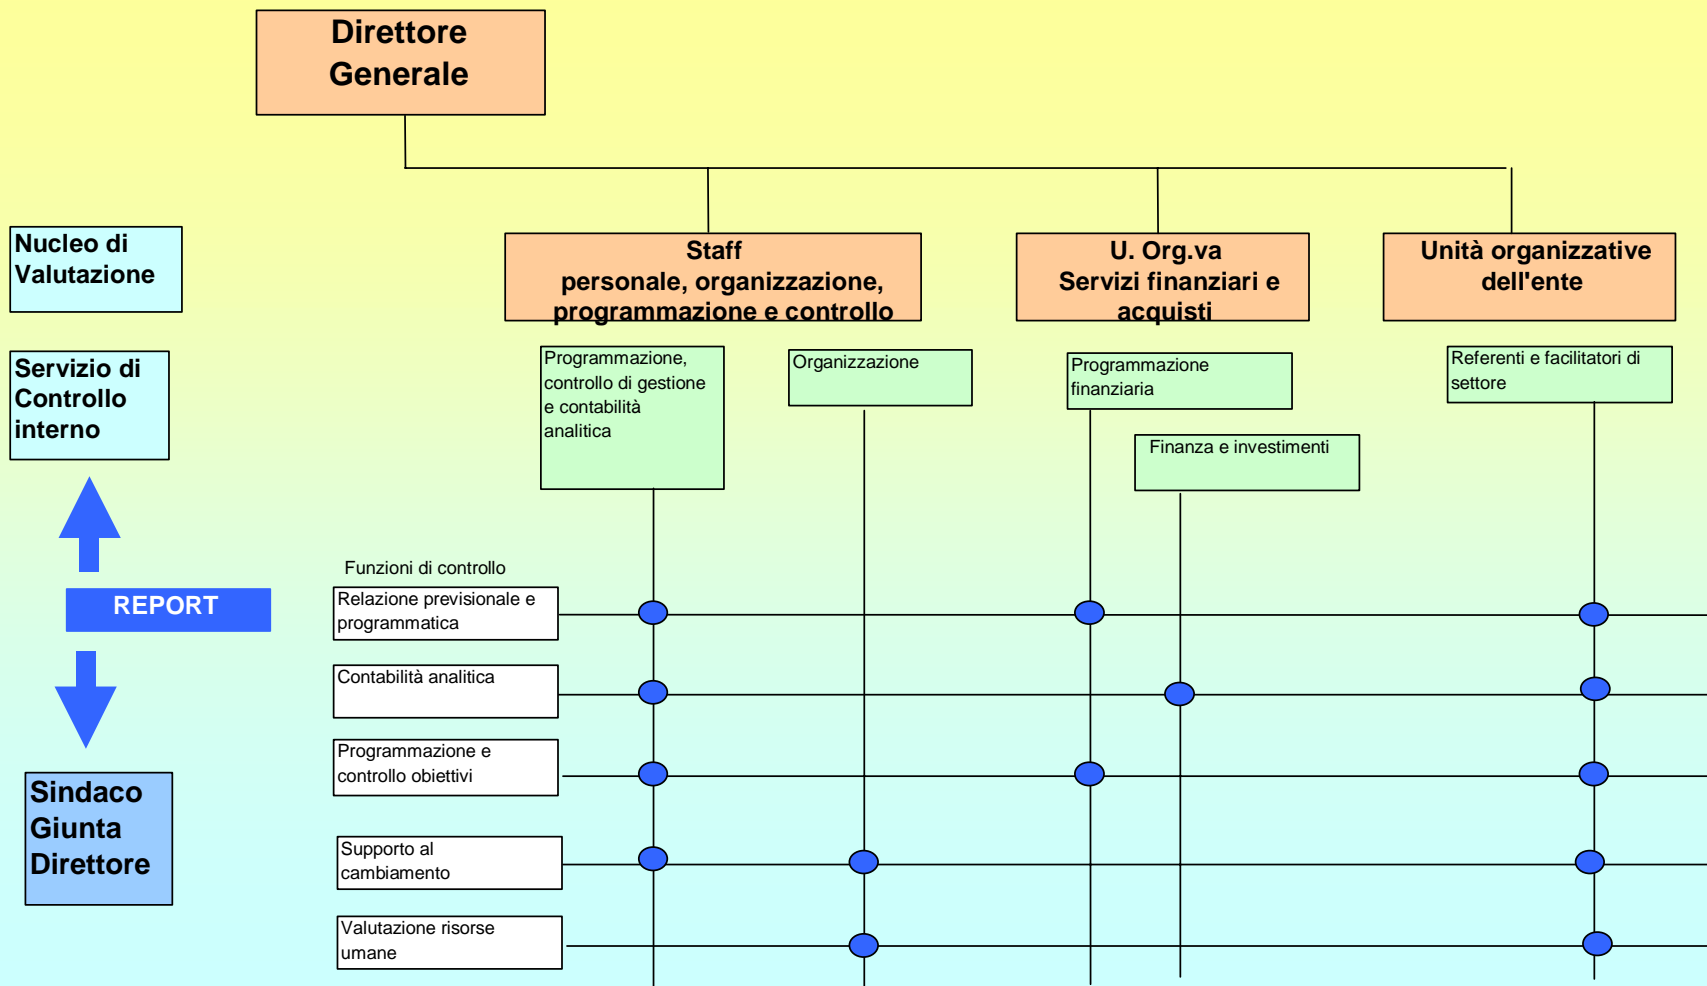 Direttore
Generale
Nucleo di
Valutazione
Staff
personale, organizzazione,
programmazione e controllo
U. Org.va
Servizi finanziari e
acquisti
Unità organizzative
dell'ente
Servizio di
Controllo
interno
Programmazione,
controllo di gestione
e contabilità
analitica
Organizzazione
Programmazione
finanziaria
Referenti e facilitatori di
settore
Finanza e investimenti
Funzioni di controllo
REPORT
Relazione previsionale e
programmatica
Contabilità analitica
Programmazione e
controllo obiettivi
Sindaco
Giunta
Direttore
Supporto al
cambiamento
Valutazione risorse
umane